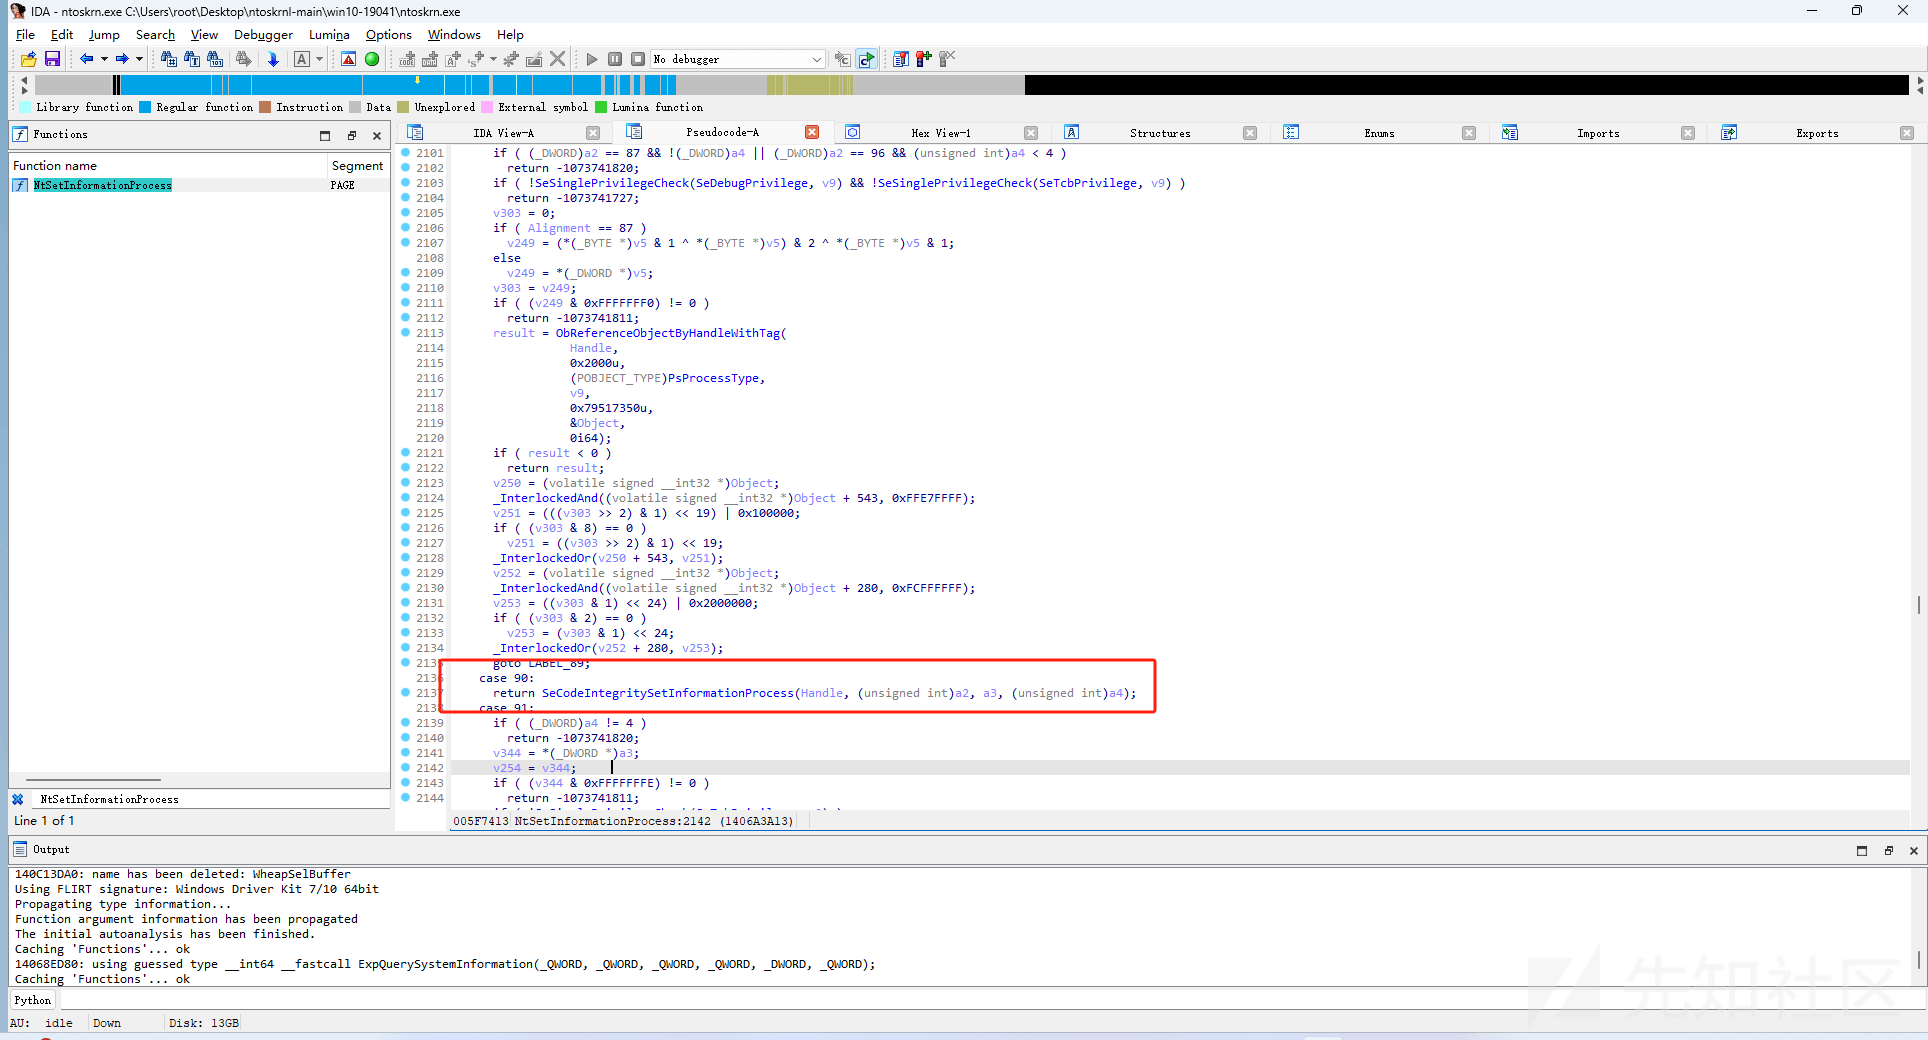 IDA - ntoskrn.exe C:\Users\root\Desktop\ntoskrnl-main\win10-19041\ntoskrn.exe
File Edit Jump Search View Debugger Lumina Options Windows Help
No debugger
Library function Regular function Instruction Data Unexplored External symbol Lumina function
Functions
IDA View-A Pseudocode-A Hex View-1 Structures Enums Imports Exports
Function name Segment
NtSetInformationProcess PAGE
2101 if ( (_DWORD)a2 == 87 && !(_DWORD)a4 || (_DWORD)a2 == 96 && (unsigned int)a4 < 4 )
2102 return -1073741820;
2103 if ( !SeSinglePrivilegeCheck(SeDebugPrivilege, v9) && !SeSinglePrivilegeCheck(SeTcbPrivilege, v9) )
2104 return -1073741727;
2105 v303 = 0;
2106 if ( Alignment == 87 )
2107 v249 = (*(_BYTE *)v5 & 1 ^ *(_BYTE *)v5) & 2 ^ *(_BYTE *)v5 & 1;
2108 else
2109 v249 = *(_DWORD *)v5;
2110 v303 = v249;
2111 if ( (v249 & 0xFFFFFFF0) != 0 )
2112 return -1073741811;
2113 result = ObReferenceObjectByHandleWithTag(
2114 Handle,
2115 0x2000u,
2116 (POBJECT_TYPE)PsProcessType,
2117 v9,
2118 0x79517350u,
2119 &Object,
2120 0i64);
2121 if ( result < 0 )
2122 return result;
2123 v250 = (volatile signed __int32 *)Object;
2124 _InterlockedAnd((volatile signed __int32 *)Object + 543, 0xFFE7FFFF);
2125 v251 = (((v303 >> 2) & 1) << 19) | 0x100000;
2126 if ( (v303 & 8) == 0 )
2127 v251 = ((v303 >> 2) & 1) << 19;
2128 _InterlockedOr(v250 + 543, v251);
2129 v252 = (volatile signed __int32 *)Object;
2130 _InterlockedAnd((volatile signed __int32 *)Object + 280, 0xFCFFFFFF);
2131 v253 = ((v303 & 1) << 24) | 0x2000000;
2132 if ( (v303 & 2) == 0 )
2133 v253 = (v303 & 1) << 24;
2134 _InterlockedOr(v252 + 280, v253);
2135 goto LABEL_89;
2136 case 90:
2137 return SeCodeIntegritySetInformationProcess(Handle, (unsigned int)a2, a3, (unsigned int)a4);
2138 case 91:
2139 if ( (_DWORD)a4 != 4 )
2140 return -1073741820;
2141 v344 = *(_DWORD *)a3;
2142 v254 = v344;
2143 if ( (v344 & 0xFFFFFFFE) != 0 )
2144 return -1073741811;
NtSetInformationProcess
Line 1 of 1
005F7413 NtSetInformationProcess:2142 (1406A3A13)
Output
140C13DA0: name has been deleted: WheapSelBuffer
Using FLIRT signature: Windows Driver Kit 7/10 64bit
Propagating type information...
Function argument information has been propagated
The initial autoanalysis has been finished.
Caching 'Functions'... ok
14068ED80: using guessed type __int64 __fastcall ExpQuerySystemInformation(_QWORD, _QWORD, _QWORD, _QWORD, _DWORD, _QWORD);
Caching 'Functions'... ok
Python
AU: idle Down Disk: 13GB
先知社区